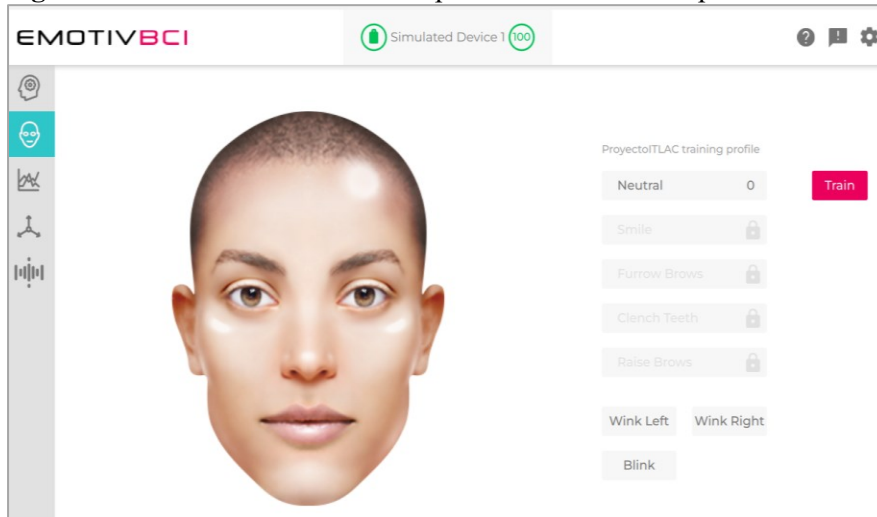 EMOTIVBCI
Simulated Device 1 100
ProyectoITLAC training profile
Neutral 0
Train
Smile
Furrow Brows
Clench Teeth
Raise Brows
Wink Left Wink Right
Blink